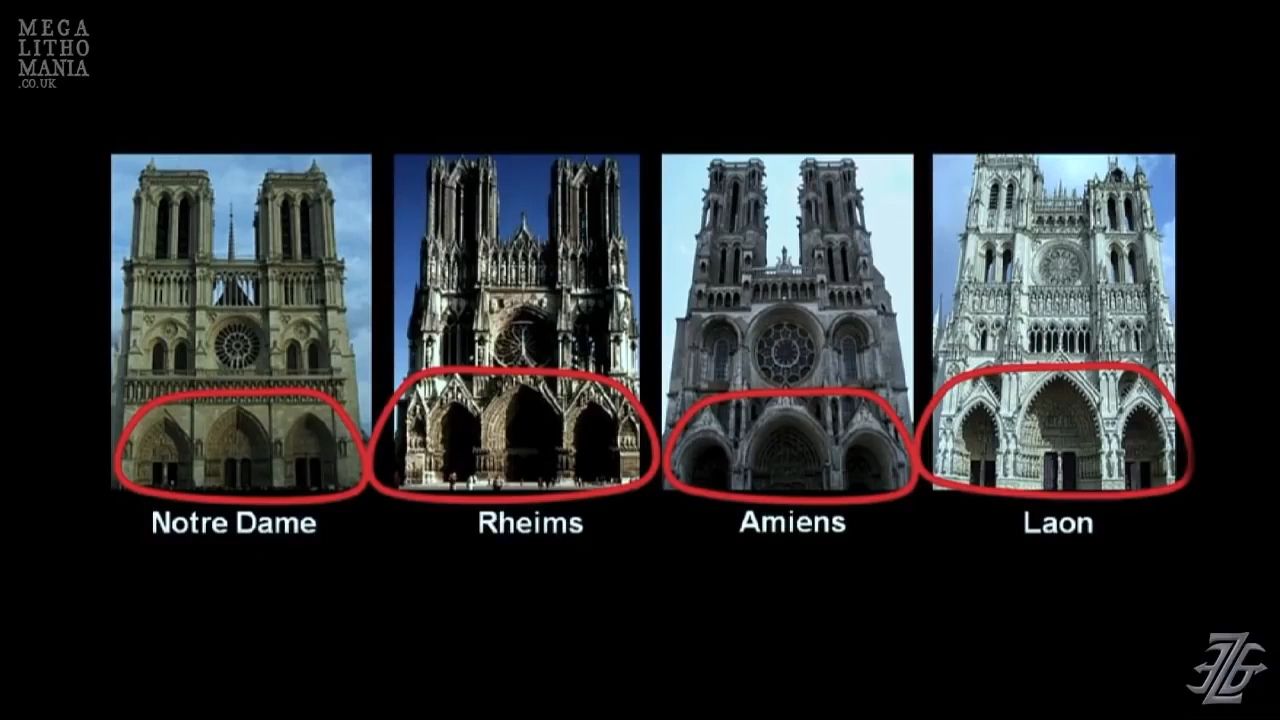 MEGA
LITHO
MANIA
.CO.UK
Notre Dame
Rheims
Amiens
Laon